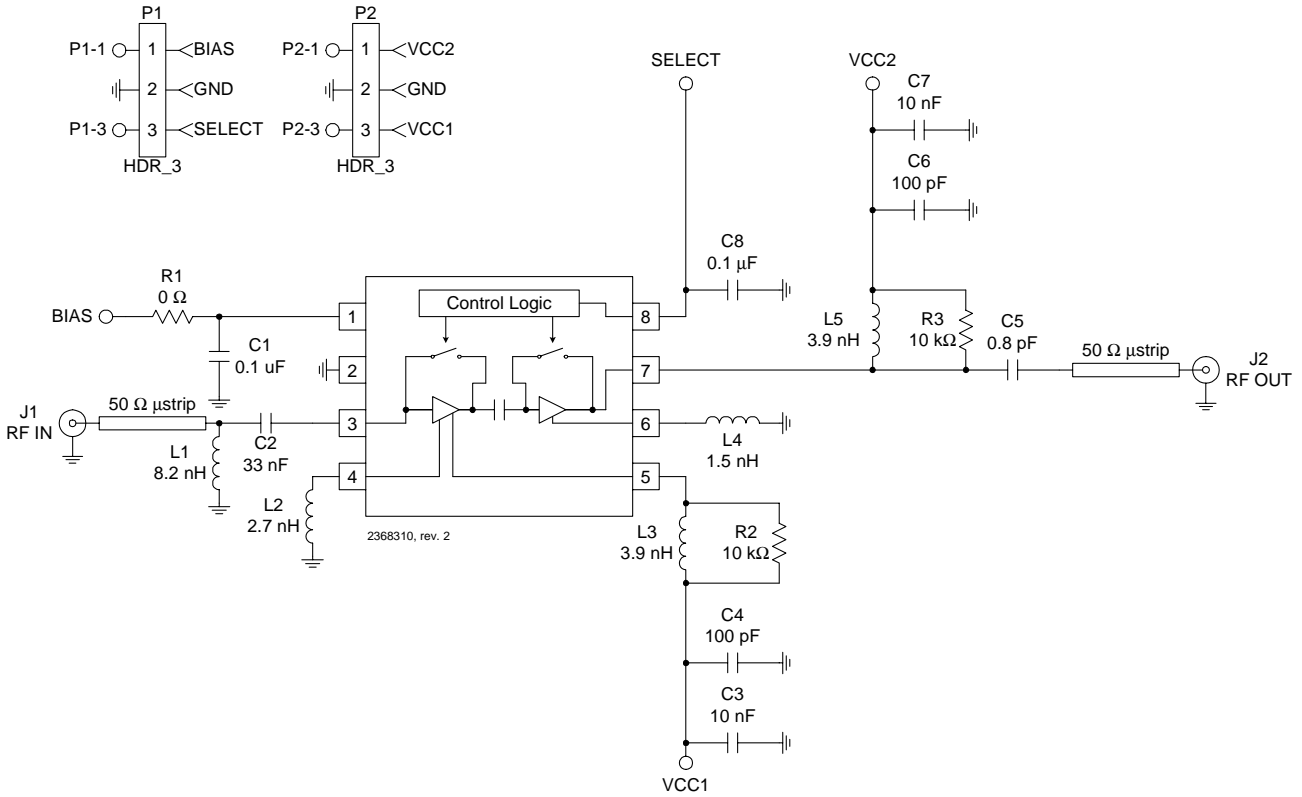 P1
P1-1 1 BIAS
2 GND
P1-3 3 SELECT
HDR_3
P2
P2-1 1 VCC2
2 GND
P2-3 3 VCC1
HDR_3
SELECT
VCC2
C7
10 nF
C6
100 pF
C8
0.1 µF
R1
0 Ω
BIAS
C1
0.1 uF
Control Logic
1
2
3
4
8
7
6
5
L5
3.9 nH
R3
10 kΩ
C5
0.8 pF
50 Ω µstrip
J2
RF OUT
J1
RF IN
50 Ω µstrip
L1
8.2 nH
C2
33 nF
L2
2.7 nH
L4
1.5 nH
2368310, rev. 2
L3
3.9 nH
R2
10 kΩ
C4
100 pF
C3
10 nF
VCC1